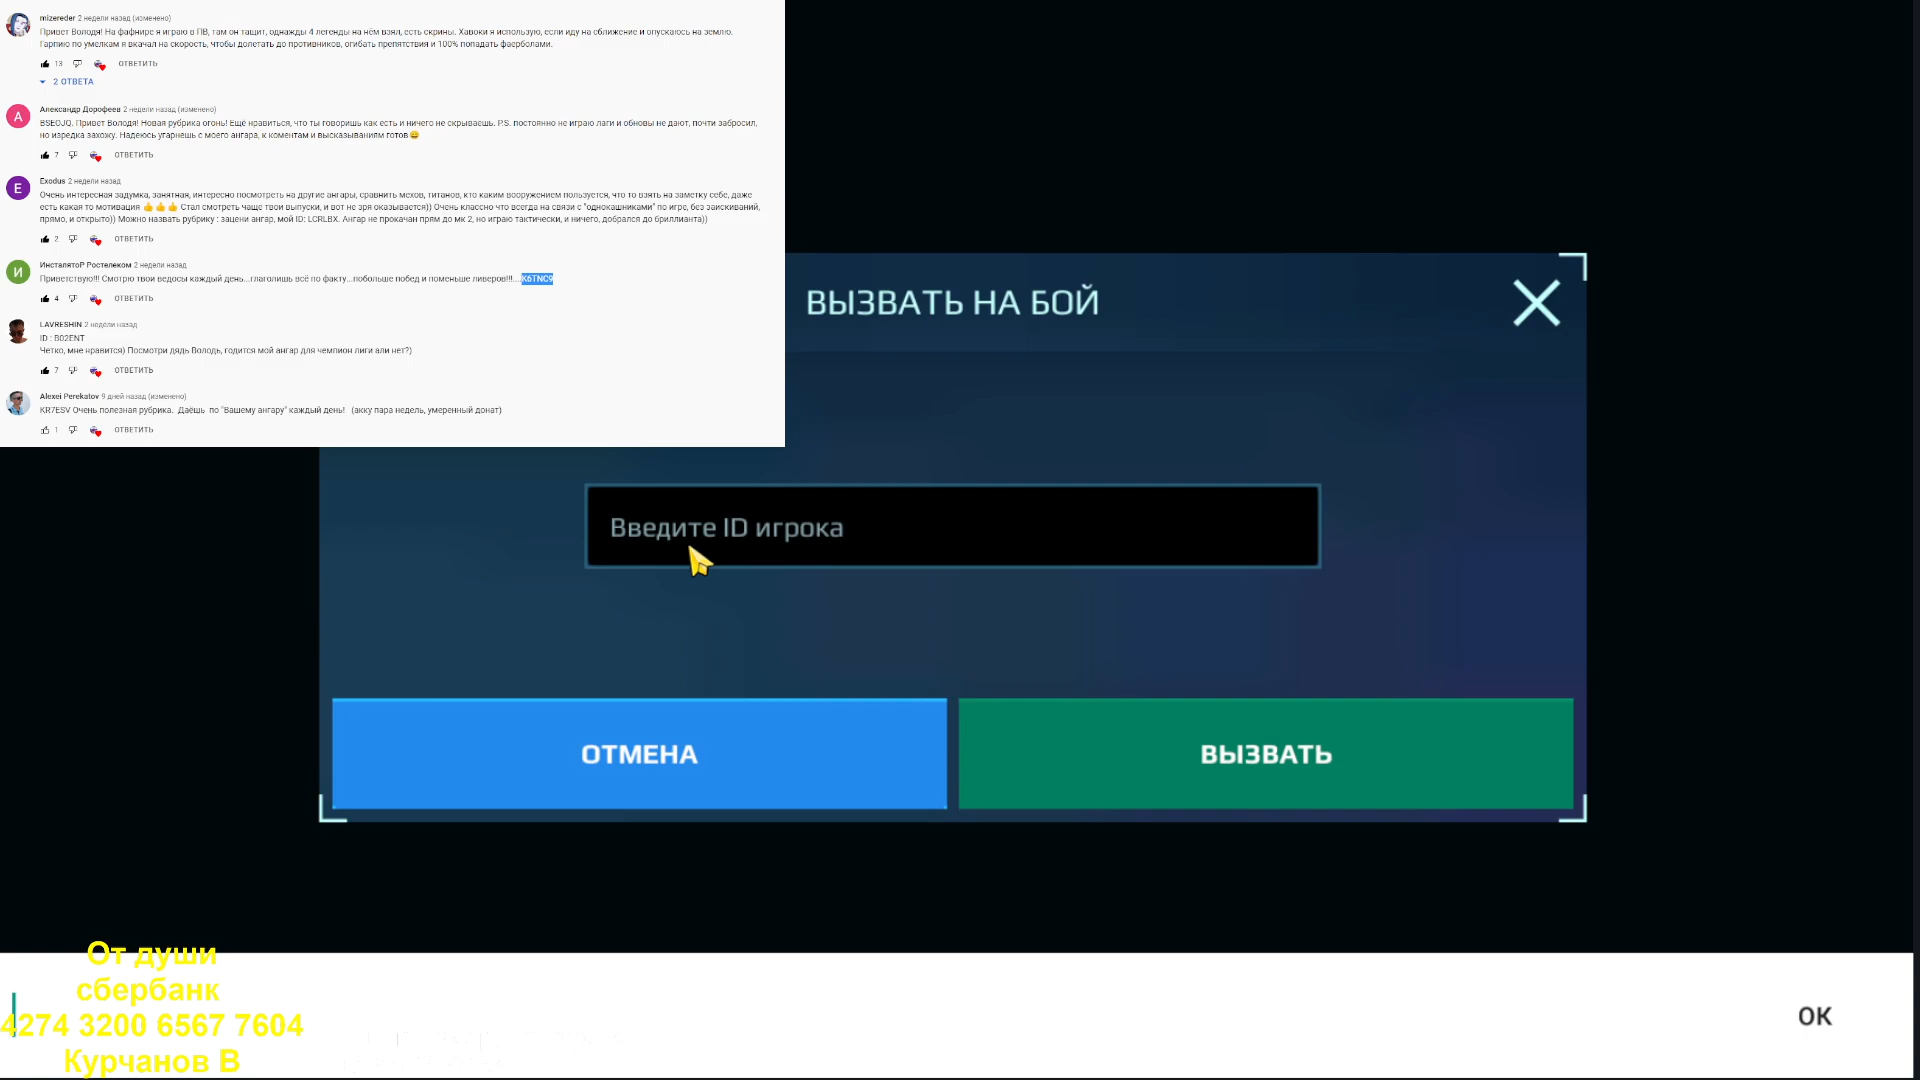 mizereder 2 недели назад (изменено)
Привет Володя! На фафнире я играю в ПВ, там он тащит, однажды 4 легенды на нём взял, есть скрины. Хавоки я использую, если иду на сближение и опускаюсь на землю.
Гарпию по умелкам я вкачал на скорость, чтобы долетать до противников, огибать препятствия и 100% попадать фаерболами.
13 ОТВЕТИТЬ
2 ОТВЕТА
А
Александр Дорофеев 2 недели назад (изменено)
BSEOJQ. Привет Володя! Новая рубрика огонь! Ещё нравиться, что ты говоришь как есть и ничего не скрываешь. P.S. постоянно не играю лаги и обновы не дают, почти забросил,
но изредка захожу. Надеюсь угарнешь с моего ангара, к коментам и высказываниям готов😄
7 ОТВЕТИТЬ
E
Exodus 2 недели назад
Очень интересная задумка, занятная, интересно посмотреть на другие ангары, сравнить мехов, титанов, кто каким вооружением пользуется, что то взять на заметку себе, даже
есть какая то мотивация 👍👍👍 Стал смотреть чаще твои выпуски, и вот не зря оказывается)) Очень классно что всегда на связи с "однокашниками" по игре, без заискиваний,
прямо, и открыто)) Можно назвать рубрику : зацени ангар, мой ID: LCRLBX. Ангар не прокачан прям до мк 2, но играю тактически, и ничего, добрался до бриллианта))
2 ОТВЕТИТЬ
И
ИнсталятоР Ростелеком 2 недели назад
Приветствую!!! Смотрю твои ведосы каждый день...глаголишь всё по факту...побольше побед и поменьше ливеров!!!...K6TNC9
4 ОТВЕТИТЬ
LAVRESHIN 2 недели назад
ID : B02ENT
Четко, мне нравится) Посмотри дядь Володь, годится мой ангар для чемпион лиги али нет?)
7 ОТВЕТИТЬ
Alexei Perekatov 9 дней назад (изменено)
KR7ESV Очень полезная рубрика. Даёшь по "Вашему ангару" каждый день! (акку пара недель, умеренный донат)
1 ОТВЕТИТЬ
ВЫЗВАТЬ НА БОЙ
Введите ID игрока
ОТМЕНА
ВЫЗВАТЬ
От души
сбербанк
4274 3200 6567 7604
Курчанов В
ОК